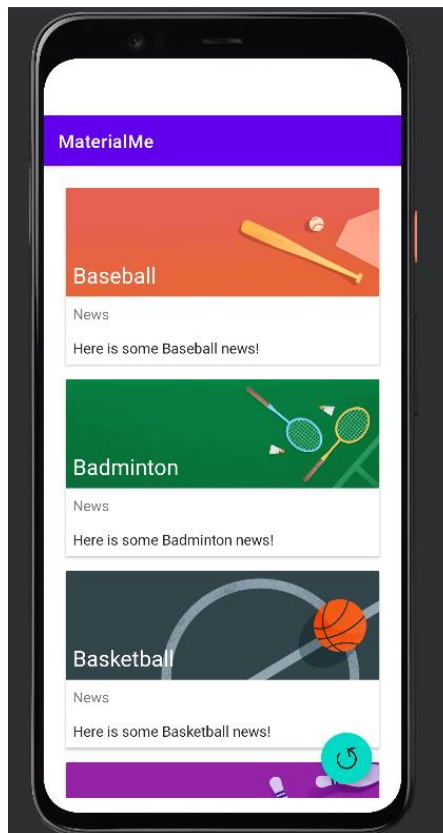 MaterialMe
Baseball
News
Here is some Baseball news!
Badminton
News
Here is some Badminton news!
Basketball
News
Here is some Basketball news!